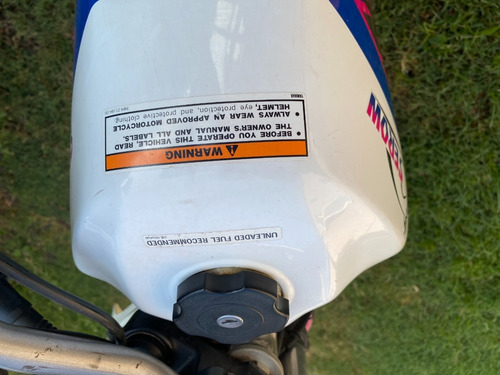 WARNING
• BEFORE YOU OPERATE THIS VEHICLE, READ
THE OWNER'S MANUAL AND ALL LABELS.
• ALWAYS WEAR AN APPROVED MOTORCYCLE
HELMET, eye protection, and protective clothing.
UNLEADED FUEL RECOMMENDED